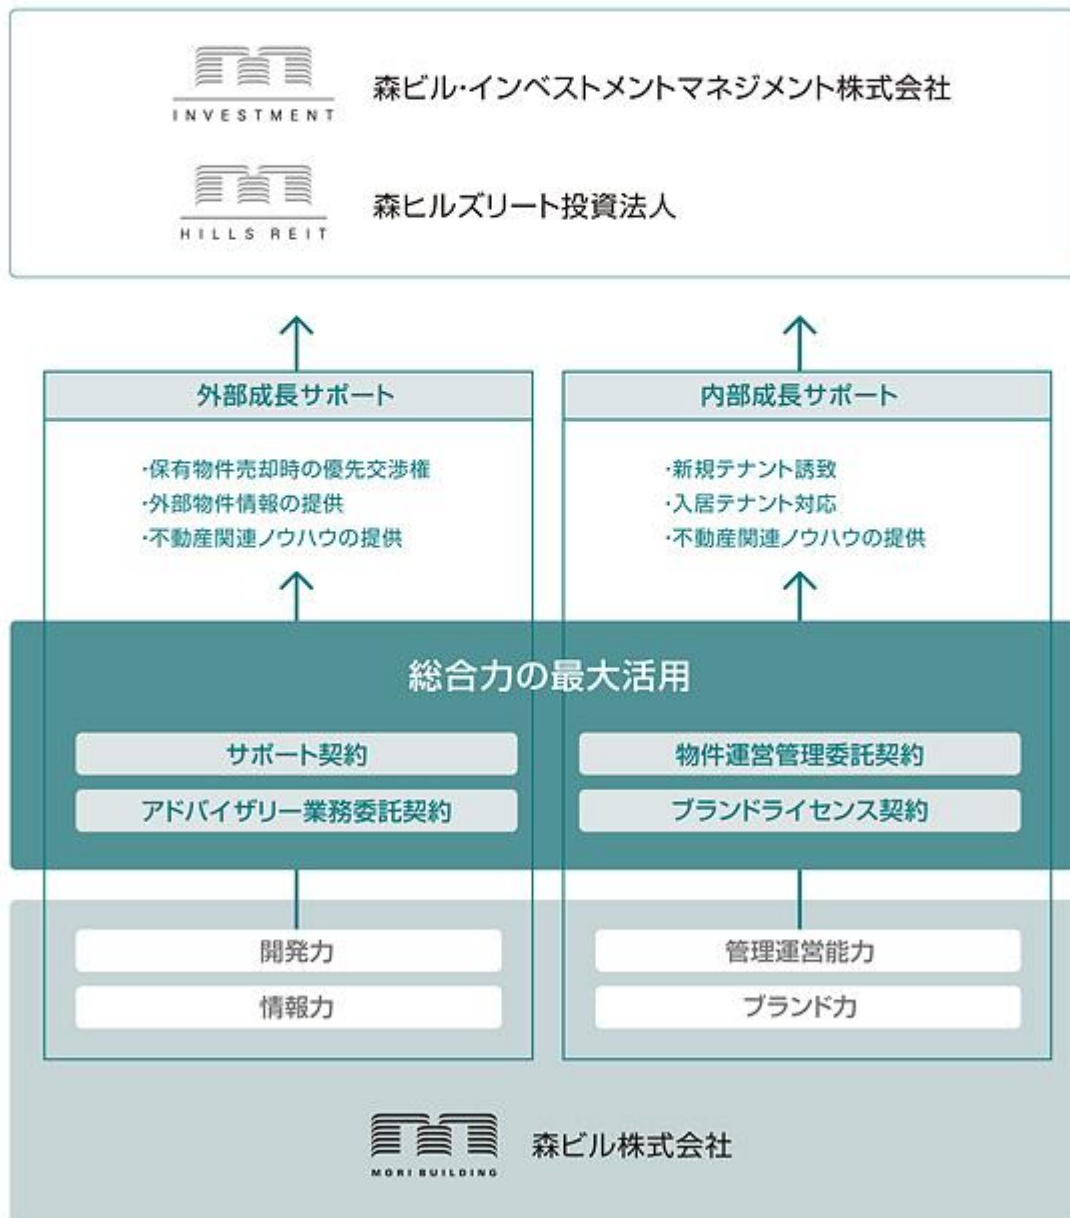 INVESTMENT
森ビル・インベストメントマネジメント株式会社
HILLS REIT
森ヒルズリート投資法人
外部成長サポート
・保有物件売却時の優先交渉権
・外部物件情報の提供
・不動産関連ノウハウの提供
内部成長サポート
・新規テナント誘致
・入居テナント対応
・不動産関連ノウハウの提供
総合力の最大活用
サポート契約
アドバイザリー業務委託契約
物件運営管理委託契約
ブランドライセンス契約
開発力
情報力
管理運営能力
ブランド力
MORI BUILDING
森ビル株式会社